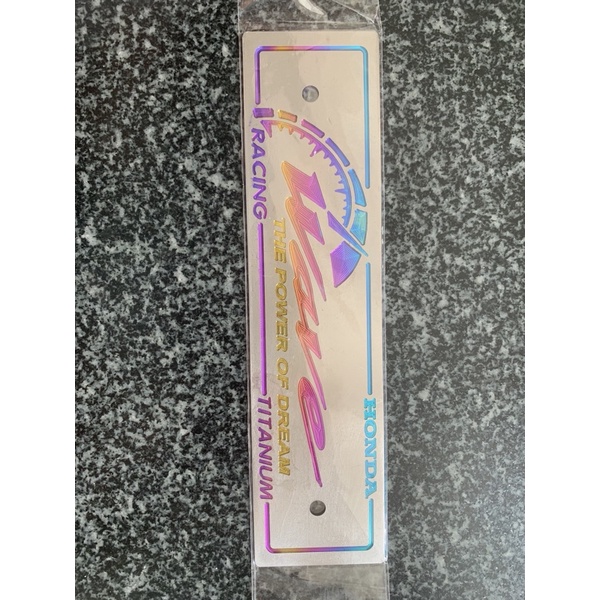 HONDA
Wave
THE POWER OF DREAM
RACING TITANIUM